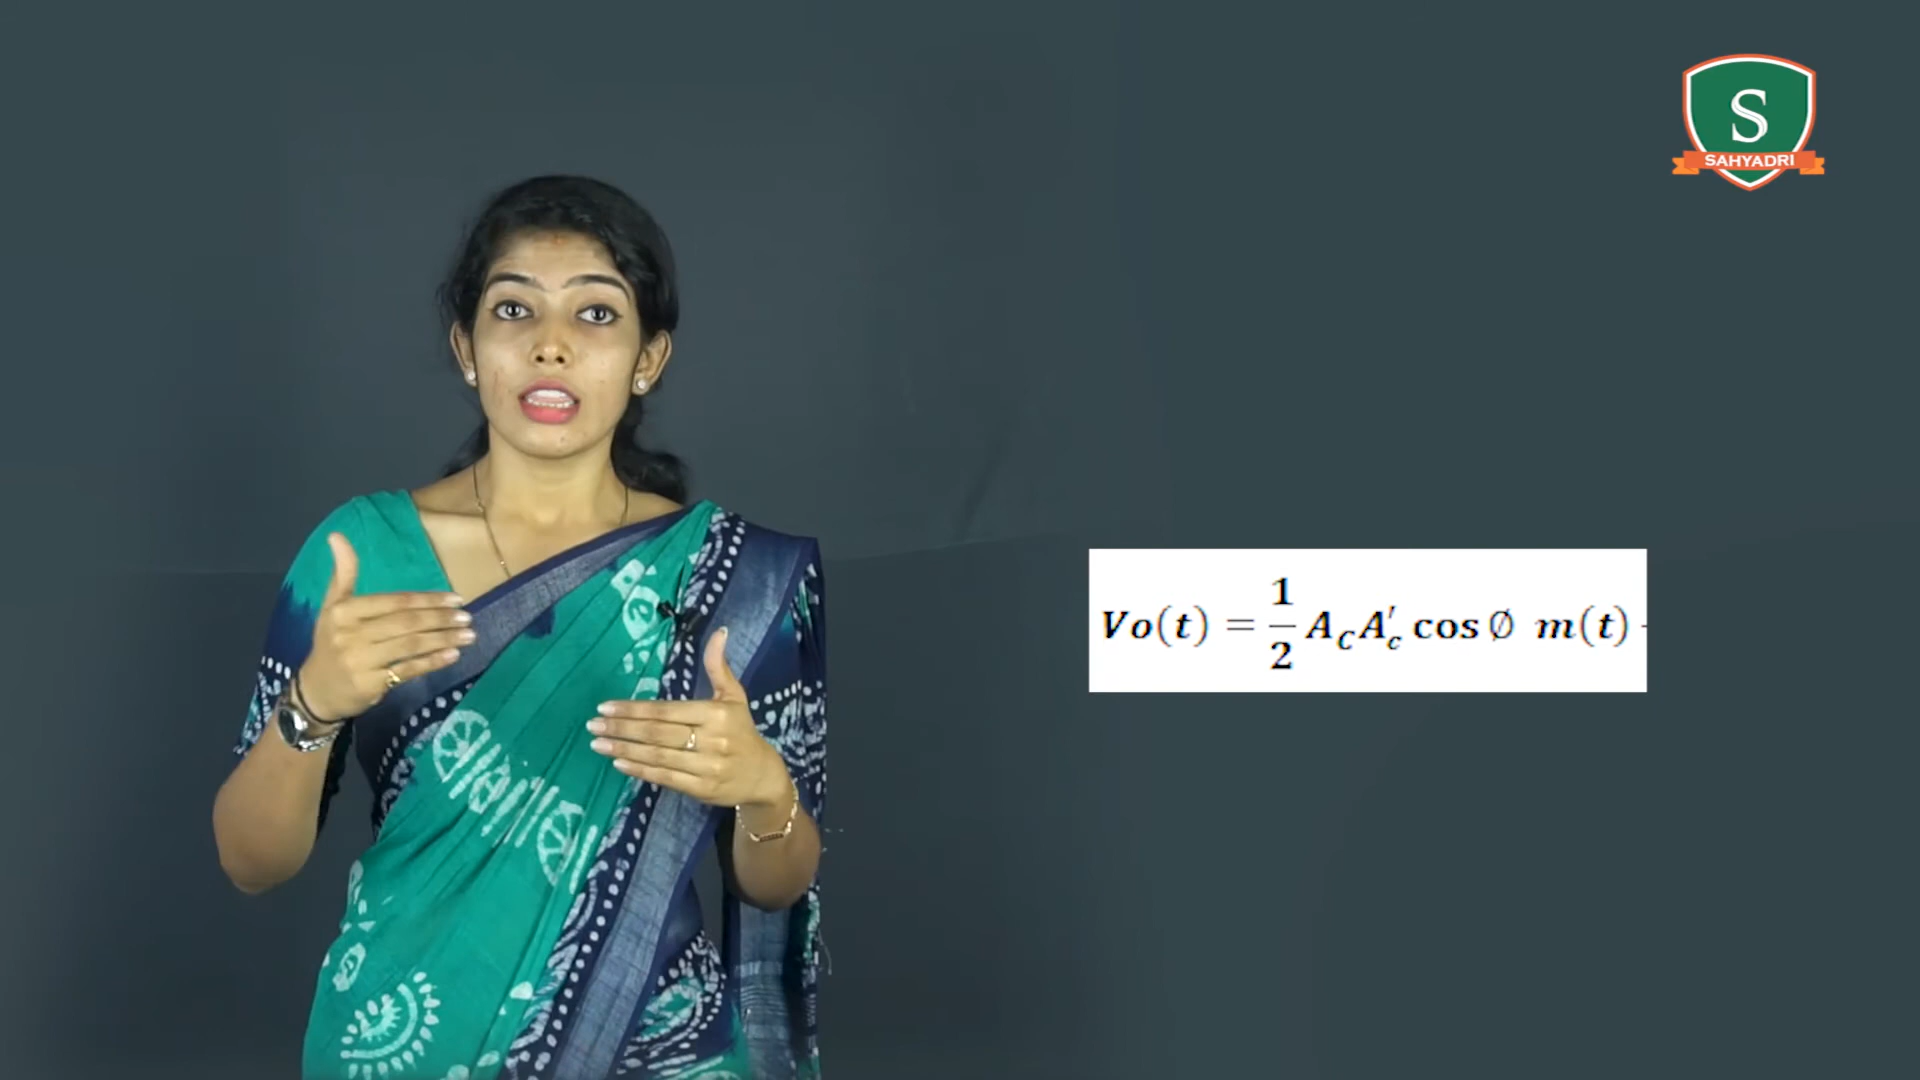 S
SAHYADRI
Vo(t) = 1/2 A_C A'_c cos ∅ m(t) -